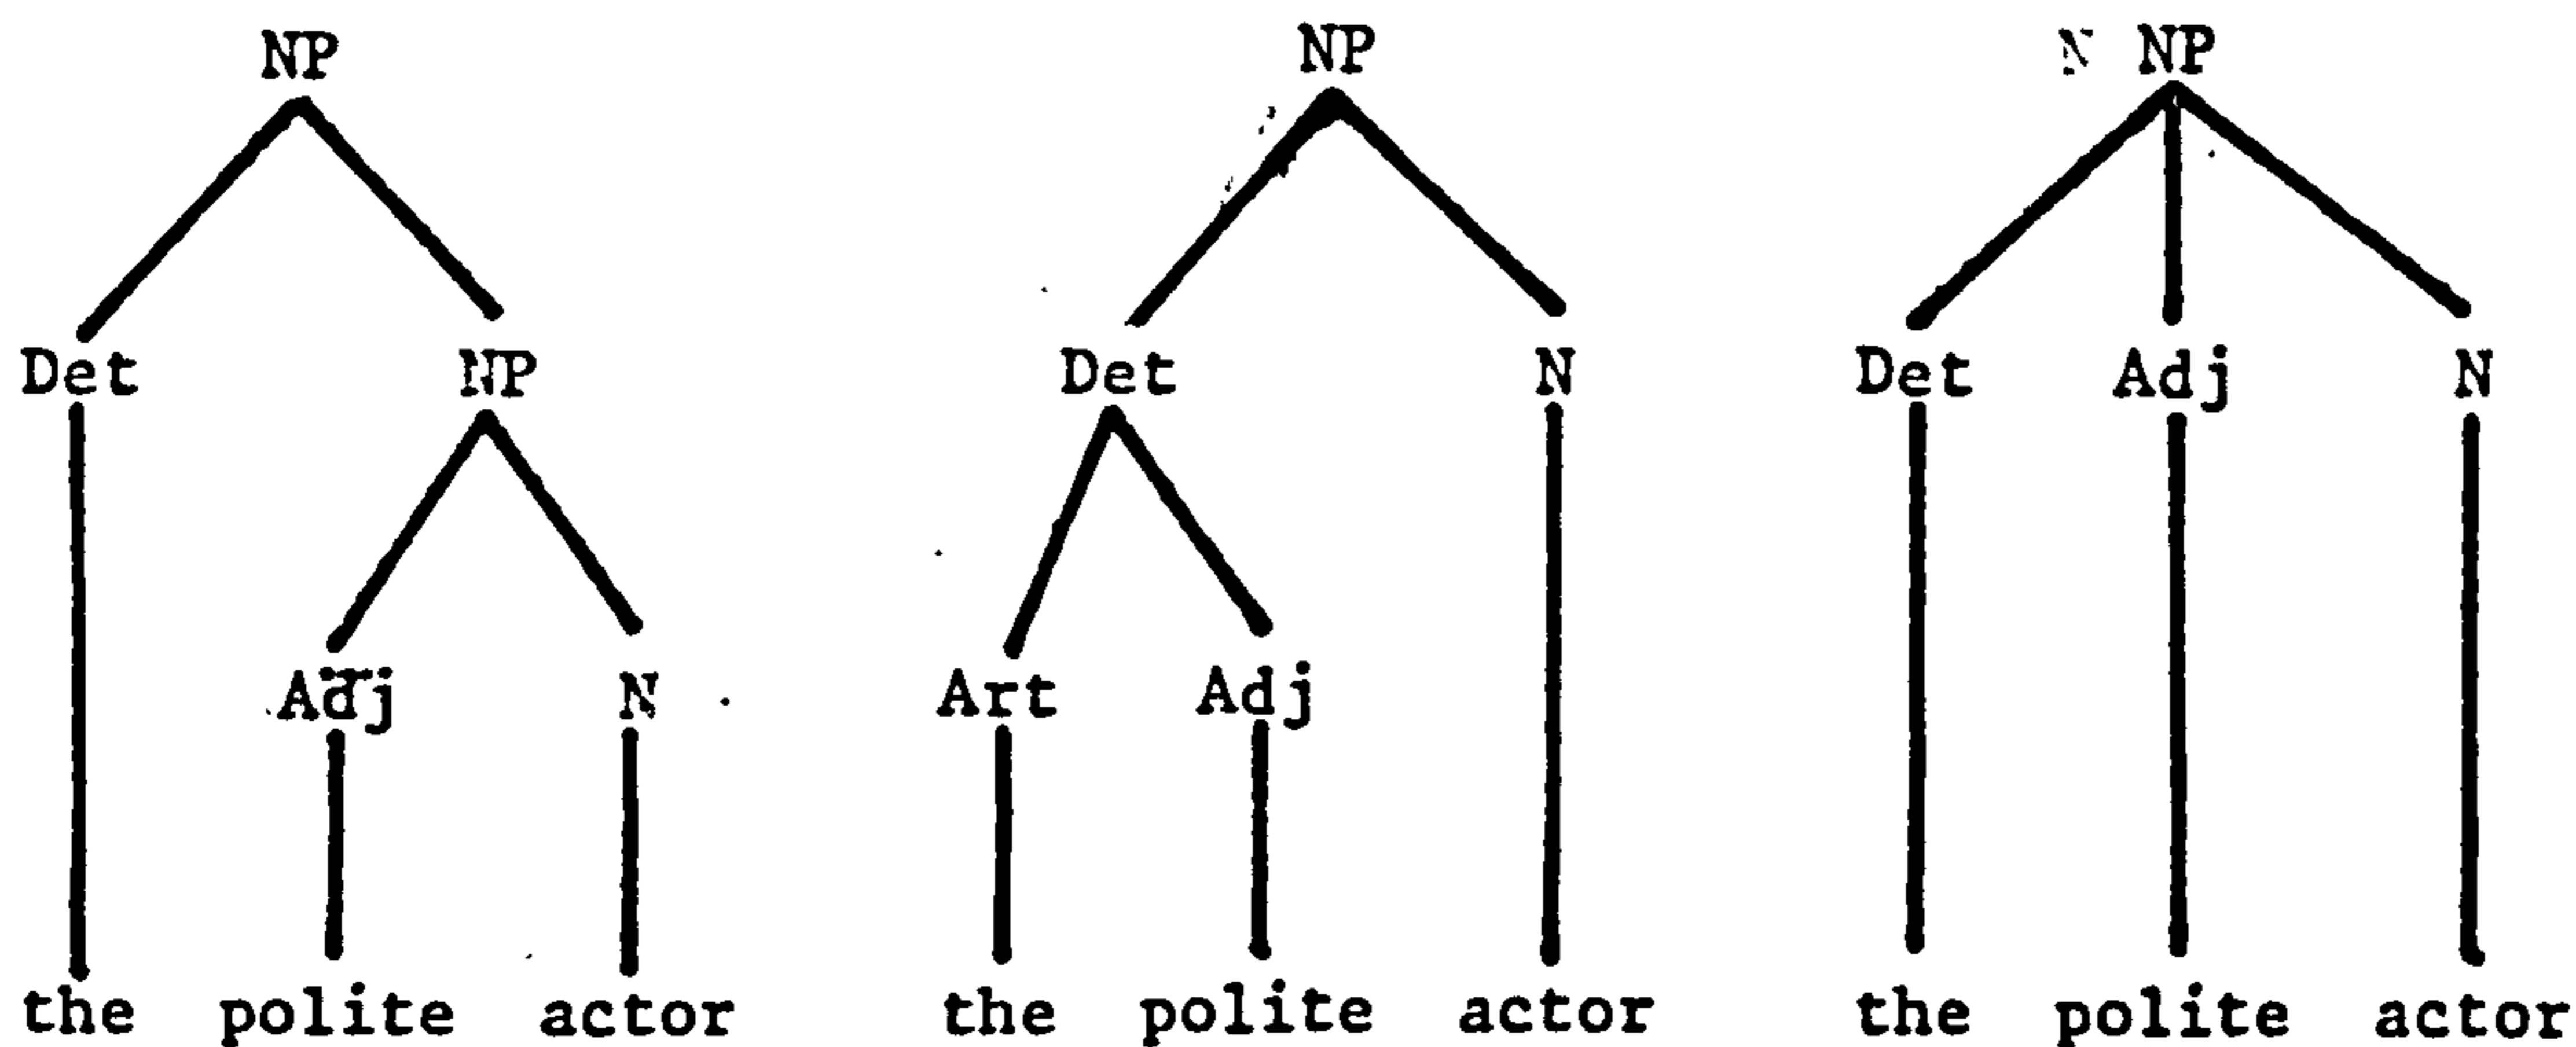 NP NP N NP
Det NP Det N Det Adj N
Adj N Art Adj
the polite actor the polite actor the polite actor